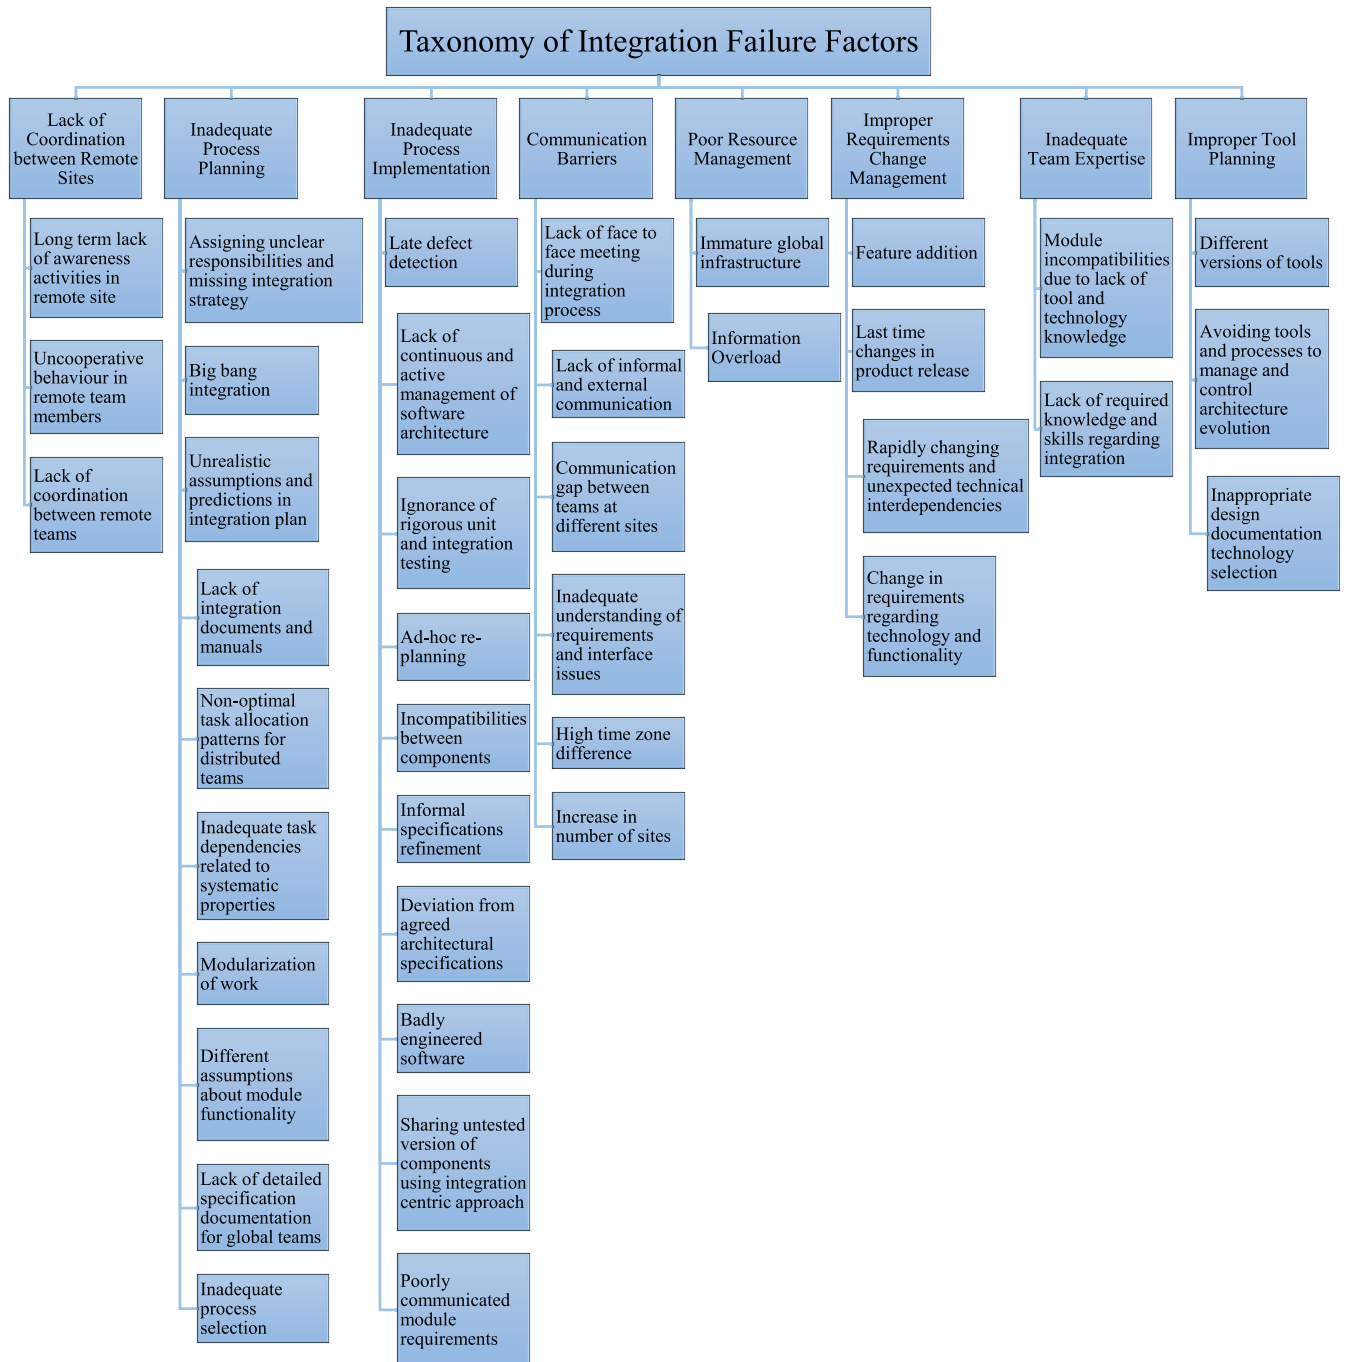 Taxonomy of Integration Failure Factors
Lack of
Coordination
between Remote
Sites
Long term lack
of awareness
activities in
remote site
Uncooperative
behaviour in
remote team
members
Lack of
coordination
between remote
teams
Inadequate
Process
Planning
Assigning unclear
responsibilities and
missing integration
strategy
Big bang
integration
Unrealistic
assumptions and
predictions in
integration plan
Lack of
integration
documents and
manuals
Non-optimal
task allocation
patterns for
distributed
teams
Inadequate task
dependencies
related to
systematic
properties
Modularization
of work
Different
assumptions
about module
functionality
Lack of detailed
specification
documentation
for global teams
Inadequate
process
selection
Inadequate
Process
Implementation
Late defect
detection
Lack of
continuous and
active
management of
software
architecture
Ignorance of
rigorous unit
and integration
testing
Ad-hoc re-
planning
Incompatibilities
between
components
Informal
specifications
refinement
Deviation from
agreed
architectural
specifications
Badly
engineered
software
Sharing untested
version of
components
using integration
centric approach
Poorly
communicated
module
requirements
Communication
Barriers
Lack of face to
face meeting
during
integration
process
Lack of informal
and external
communication
Communication
gap between
teams at
different sites
Inadequate
understanding of
requirements
and interface
issues
High time zone
difference
Increase in
number of sites
Poor Resource
Management
Immature global
infrastructure
Information
Overload
Improper
Requirements
Change
Management
Feature addition
Last time
changes in
product release
Rapidly changing
requirements and
unexpected technical
interdependencies
Change in
requirements
regarding
technology and
functionality
Inadequate
Team Expertise
Module
incompatibilities
due to lack of
tool and
technology
knowledge
Lack of required
knowledge and
skills regarding
integration
Improper Tool
Planning
Different
versions of tools
Avoiding tools
and processes to
manage and
control
architecture
evolution
Inappropriate
design
documentation
technology
selection